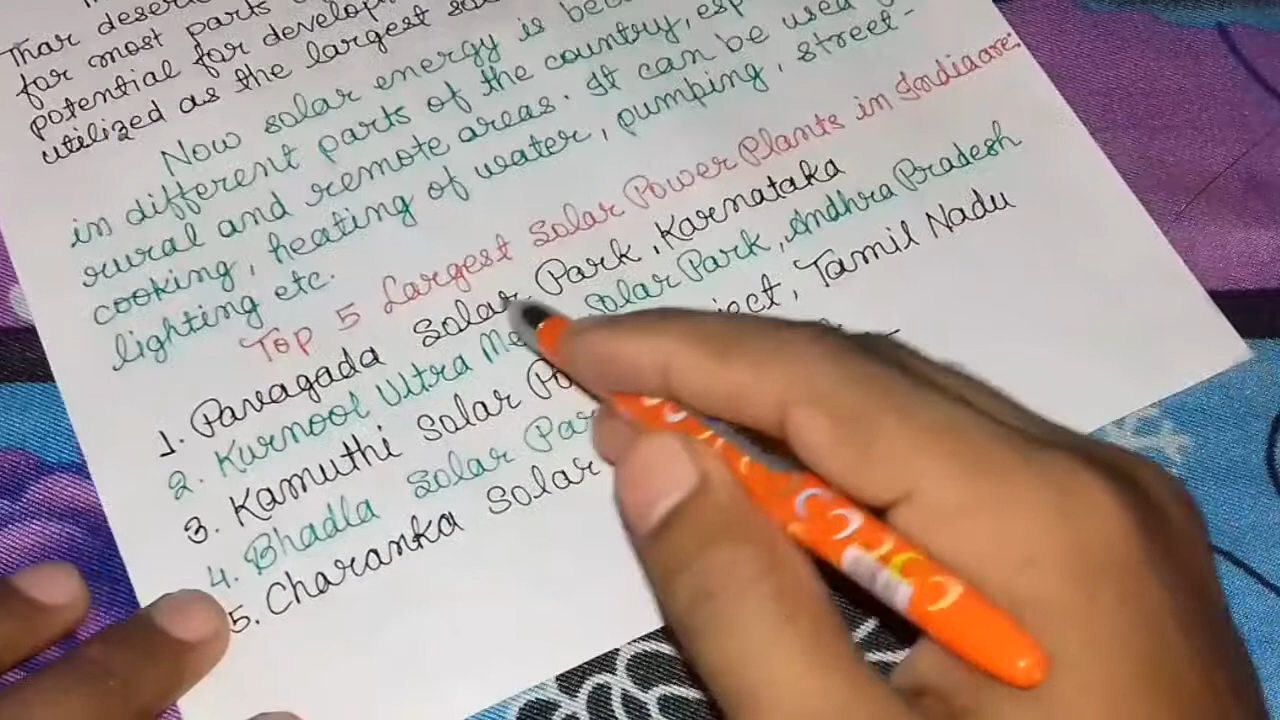 Thar deser
for most parts
potential for develop
utilized as the largest s
Now solar energy is be
in different parts of the country, esp
rural and remote areas. It can be used
cooking, heating of water, pumping, street-
lighting etc.
Top 5 Largest Solar Power Plants in India are:
1. Pavagada Solar Park, Karnataka
2. Kurnool Ultra Me Solar Park, Andhra Pradesh
3. Kamuthi Solar Po ject, Tamil Nadu
4. Bhadla Solar Par
5. Charanka Solar